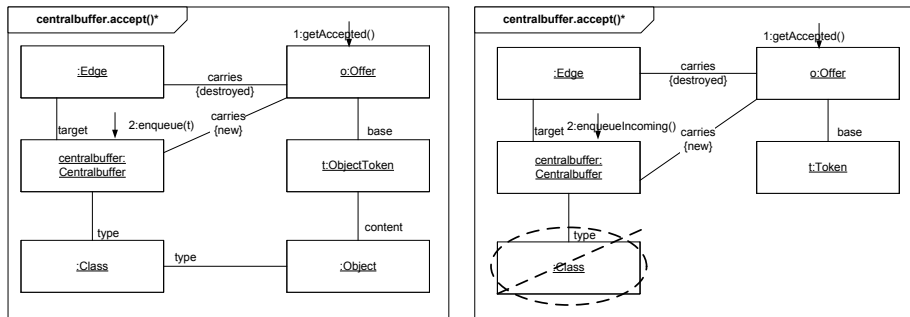 centralbuffer.accept()*
1:getAccepted()
:Edge
carries
{destroyed}
o:Offer
2:enqueue(t)
carries
{new}
target
base
centralbuffer:
Centralbuffer
t:ObjectToken
type
content
:Class
type
:Object
centralbuffer.accept()*
1:getAccepted()
:Edge
carries
{destroyed}
o:Offer
target
2:enqueueIncoming()
carries
{new}
base
centralbuffer:
Centralbuffer
t:Token
type
:Class